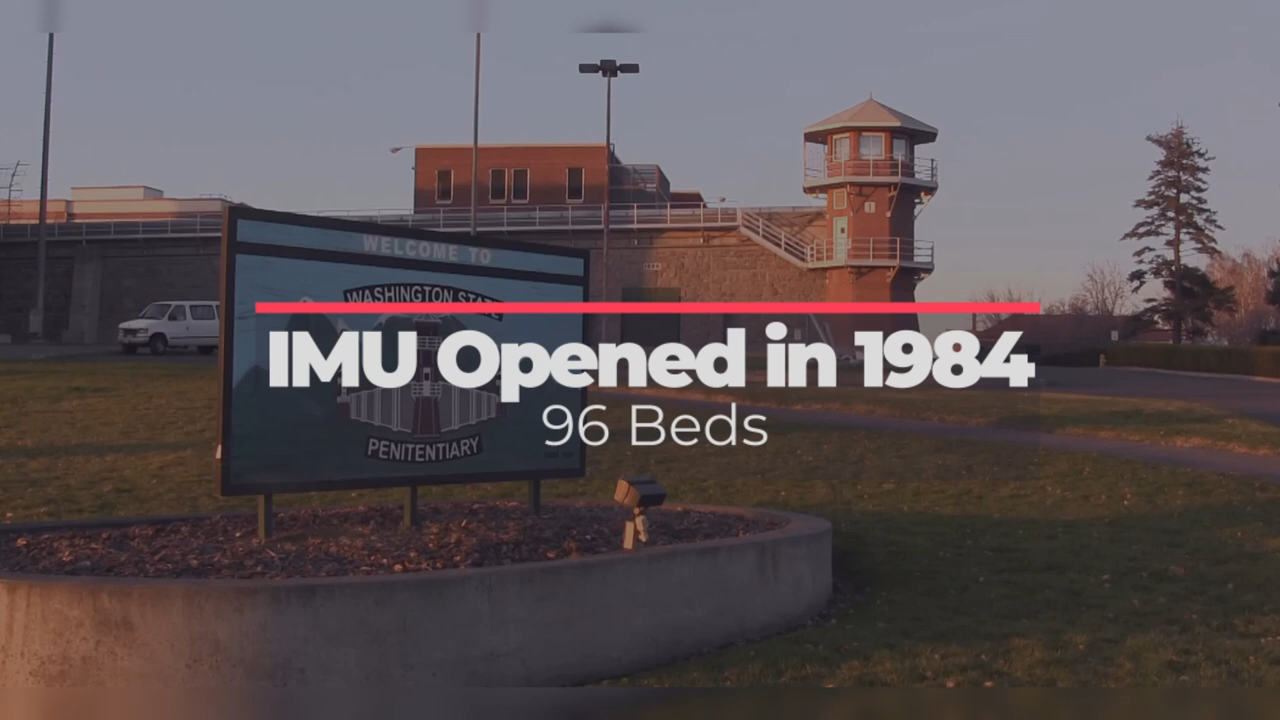 WELCOME TO
WASHINGTON STATE
IMU Opened in 1984
96 Beds
PENITENTIARY